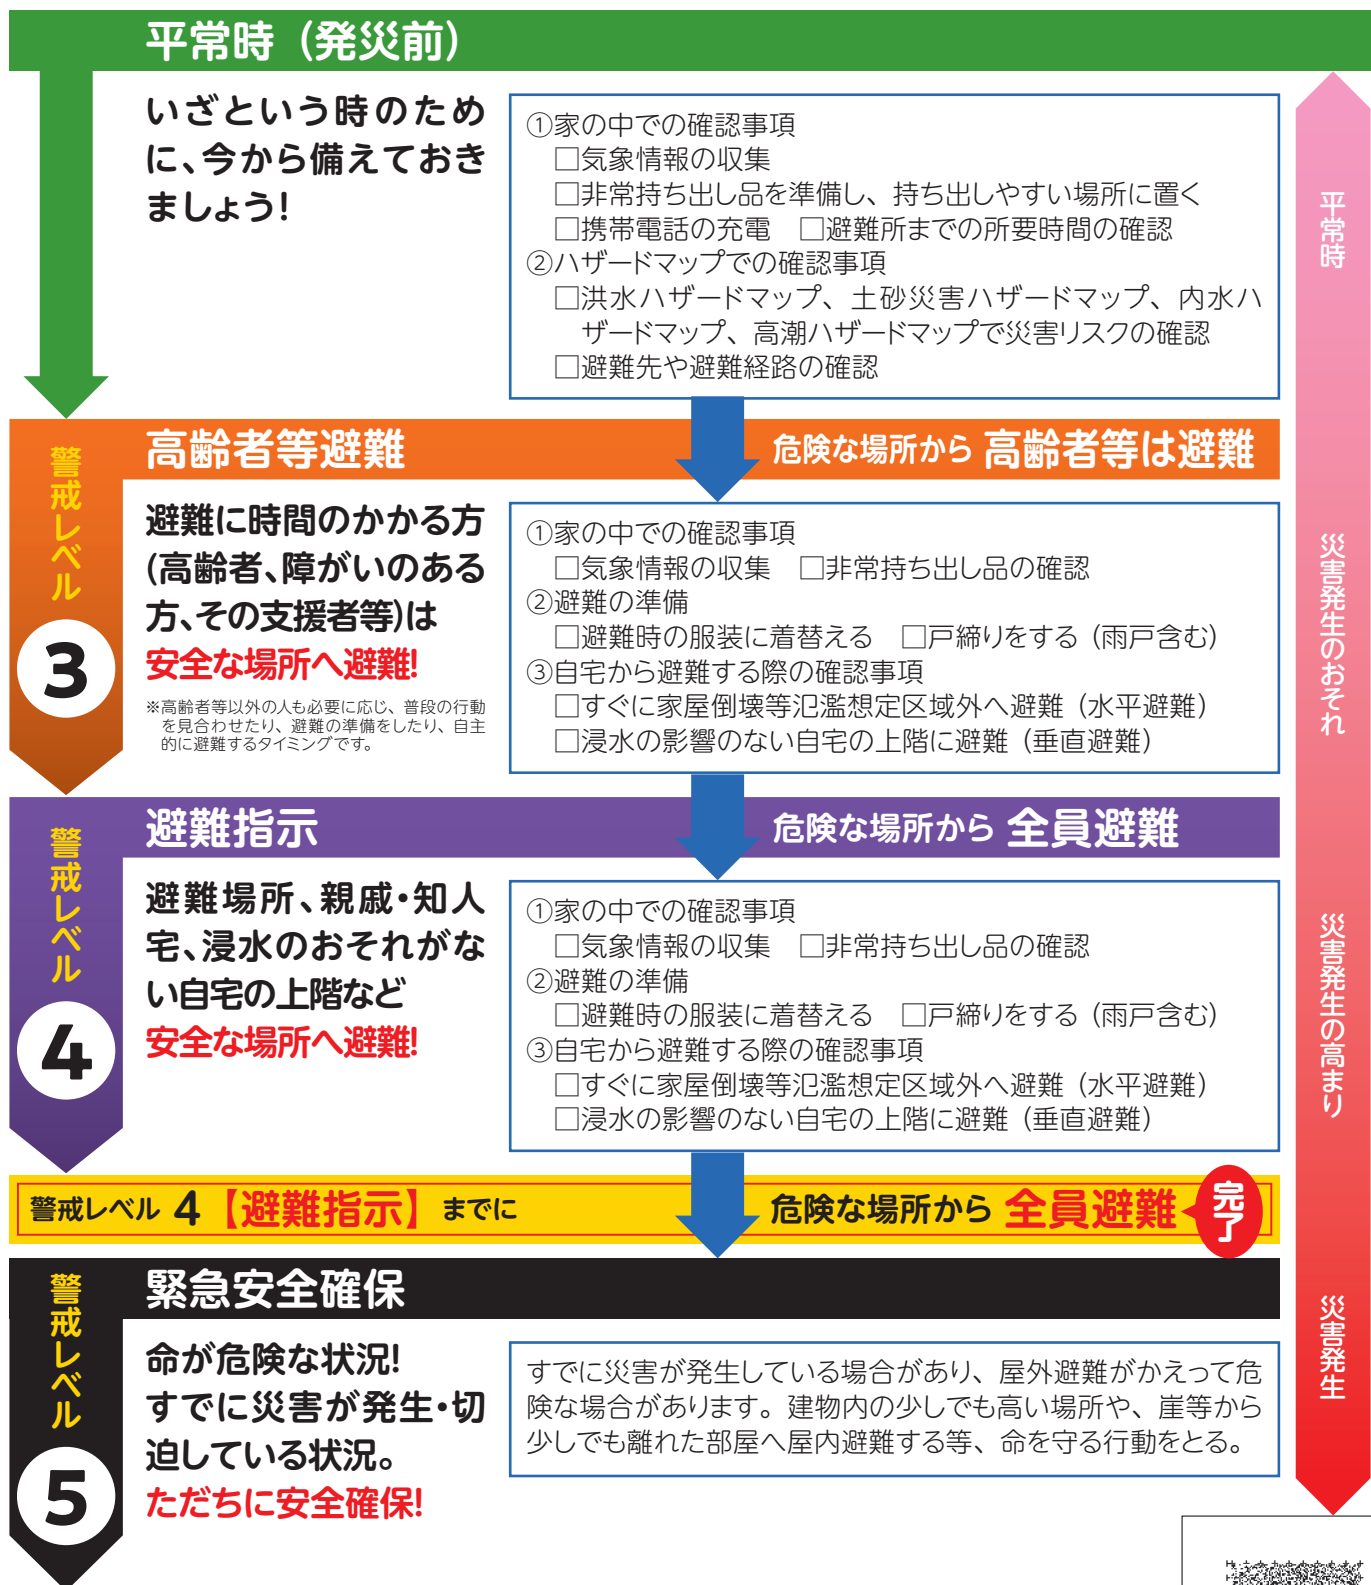 平常時（発災前）
いざという時のため
に、今から備えておき
ましょう！
①家の中での確認事項
□気象情報の収集
□非常持ち出し品を準備し、持ち出しやすい場所に置く
□携帯電話の充電　□避難所までの所要時間の確認
②ハザードマップでの確認事項
□洪水ハザードマップ、土砂災害ハザードマップ、内水ハ
ザードマップ、高潮ハザードマップで災害リスクの確認
□避難先や避難経路の確認
平常時
警戒レベル
3
高齢者等避難
危険な場所から 高齢者等は避難
避難に時間のかかる方
(高齢者、障がいのある
方、その支援者等)は
安全な場所へ避難!
※高齢者等以外の人も必要に応じ、普段の行動
を見合わせたり、避難の準備をしたり、自主
的に避難するタイミングです。
①家の中での確認事項
□気象情報の収集　□非常持ち出し品の確認
②避難の準備
□避難時の服装に着替える　□戸締りをする（雨戸含む）
③自宅から避難する際の確認事項
□すぐに家屋倒壊等氾濫想定区域外へ避難（水平避難）
□浸水の影響のない自宅の上階に避難（垂直避難）
災害発生のおそれ
警戒レベル
4
避難指示
危険な場所から 全員避難
避難場所、親戚・知人
宅、浸水のおそれがな
い自宅の上階など
安全な場所へ避難!
①家の中での確認事項
□気象情報の収集　□非常持ち出し品の確認
②避難の準備
□避難時の服装に着替える　□戸締りをする（雨戸含む）
③自宅から避難する際の確認事項
□すぐに家屋倒壊等氾濫想定区域外へ避難（水平避難）
□浸水の影響のない自宅の上階に避難（垂直避難）
災害発生の高まり
警戒レベル 4【避難指示】までに
危険な場所から 全員避難
完了
警戒レベル
5
緊急安全確保
命が危険な状況!
すでに災害が発生・切
迫している状況。
ただちに安全確保!
すでに災害が発生している場合があり、屋外避難がかえって危
険な場合があります。建物内の少しでも高い場所や、崖等から
少しでも離れた部屋へ屋内避難する等、命を守る行動をとる。
災害発生